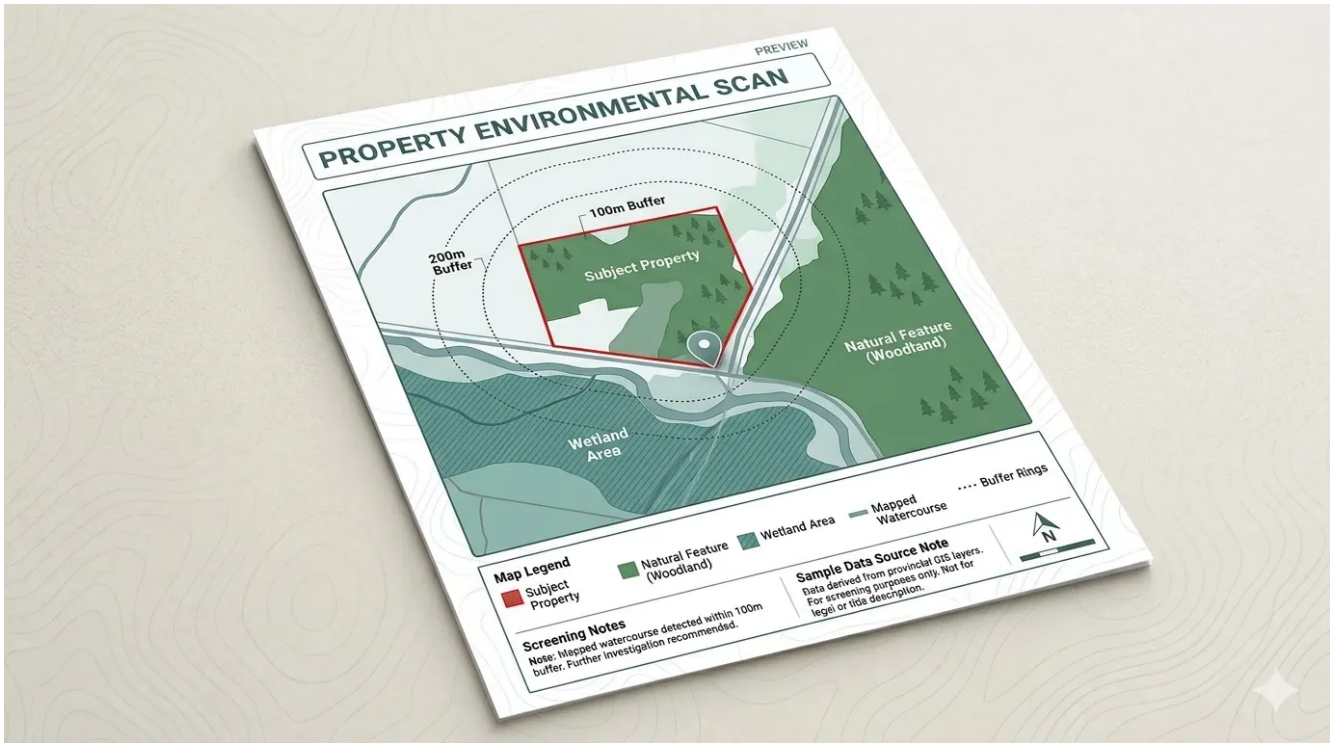 PREVIEW
PROPERTY ENVIRONMENTAL SCAN
100m Buffer
200m
Buffer
Subject Property
Natural Feature
(Woodland)
Wetland
Area
Map Legend
Subject
Property
Natural Feature
(Woodland)
Wetland Area
Mapped
Watercourse
Buffer Rings
N
Screening Notes
Note: Mapped watercourse detected within 100m
buffer. Further investigation recommended.
Sample Data Source Note
Data derived from provincial GIS layers.
For screening purposes only. Not for
legal or title